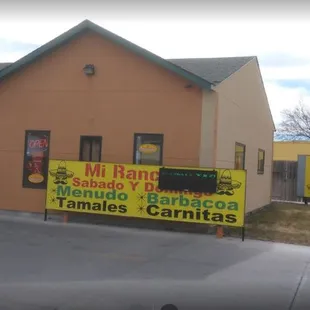 OPEN
Mi Ranc
Sabado Y Do
Menudo Barbacoa
Tamales Carnitas